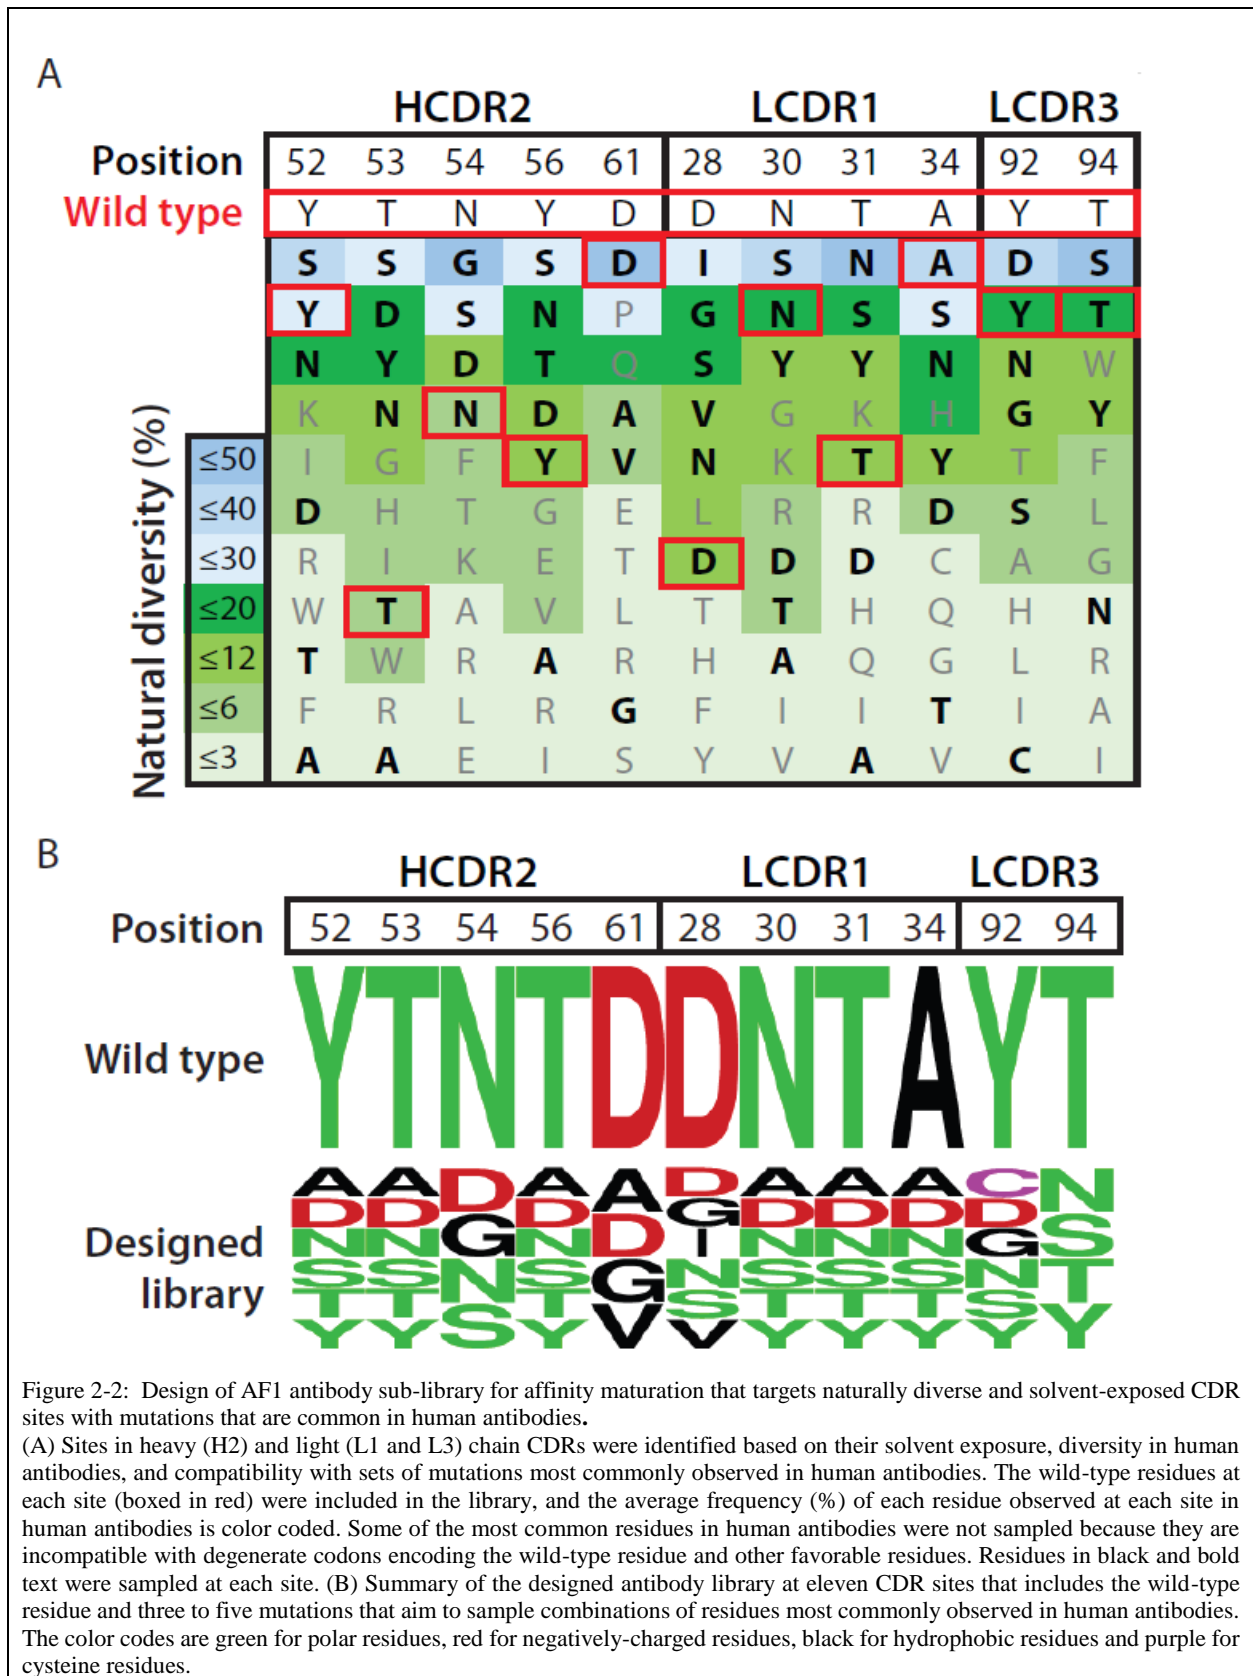 A
HCDR2 LCDR1 LCDR3
Position 52 53 54 56 61 28 30 31 34 92 94
Wild type Y T N Y D D N T A Y T
S S G S D I S N A D S
Y D S N P G N S S Y T
N Y D T Q S Y Y N N W
K N N D A V G K H G Y
≤50 I G F Y V N K T Y T F
≤40 D H T G E L R R D S L
≤30 R I K E T D D D C A G
≤20 W T A V L T T H Q H N
≤12 T W R A R H A Q G L R
≤6 F R L R G F I I T I A
≤3 A A E I S Y V A V C I
Natural diversity (%)
B
HCDR2 LCDR1 LCDR3
Position 52 53 54 56 61 28 30 31 34 92 94
Wild type YTNTDDNTAYT
Designed library
A A D A A D A A A C N
D D G D D G D D D D S
N N N N G I N N N G T
S S S S V N S S S N Y
T T T S T T T S
Y Y Y V Y Y Y Y
Figure 2-2: Design of AF1 antibody sub-library for affinity maturation that targets naturally diverse and solvent-exposed CDR
sites with mutations that are common in human antibodies.
(A) Sites in heavy (H2) and light (L1 and L3) chain CDRs were identified based on their solvent exposure, diversity in human
antibodies, and compatibility with sets of mutations most commonly observed in human antibodies. The wild-type residues at
each site (boxed in red) were included in the library, and the average frequency (%) of each residue observed at each site in
human antibodies is color coded. Some of the most common residues in human antibodies were not sampled because they are
incompatible with degenerate codons encoding the wild-type residue and other favorable residues. Residues in black and bold
text were sampled at each site. (B) Summary of the designed antibody library at eleven CDR sites that includes the wild-type
residue and three to five mutations that aim to sample combinations of residues most commonly observed in human antibodies.
The color codes are green for polar residues, red for negatively-charged residues, black for hydrophobic residues and purple for
cysteine residues.